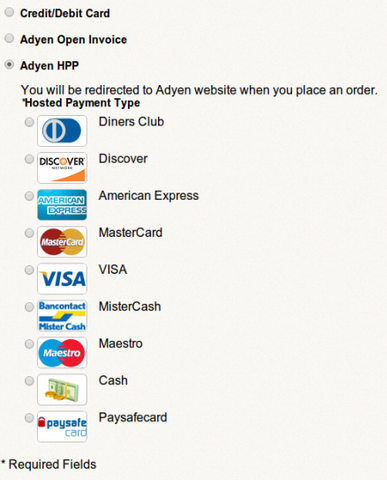 Credit/Debit Card
Adyen Open Invoice
Adyen HPP
You will be redirected to Adyen website when you place an order.
*Hosted Payment Type
Diners Club
DISCOVER
NETWORK
Discover
AMERICAN
EXPRESS
American Express
MasterCard
MasterCard
VISA
VISA
Bancontact
Mister Cash
MisterCash
Maestro
Maestro
Cash
paysafe
card
Paysafecard
* Required Fields